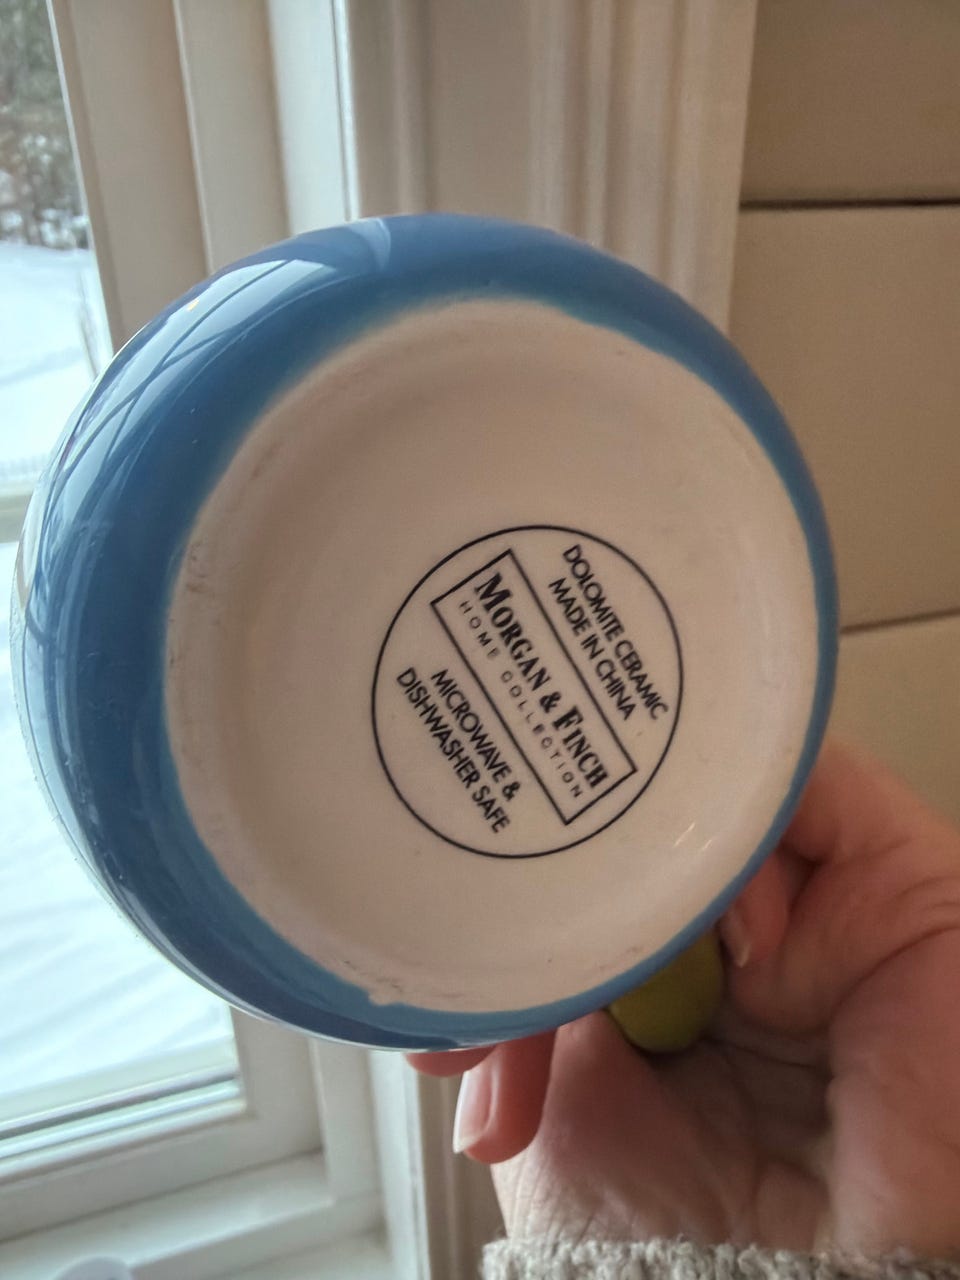 DOLOMITE CERAMIC
MADE IN CHINA
MORGAN & FINCH
HOME COLLECTION
MICROWAVE &
DISHWASHER SAFE